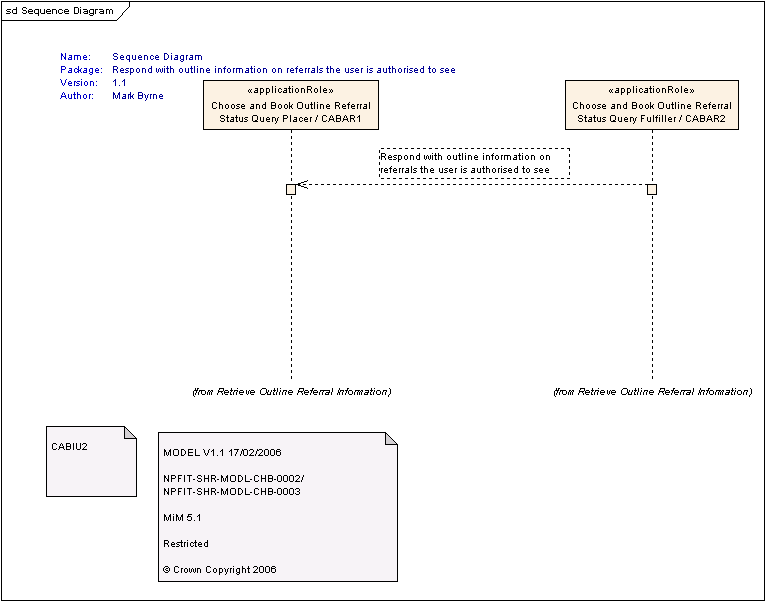 sd Sequence Diagram
Name: Sequence Diagram
Package: Respond with outline information on referrals the user is authorised to see
Version: 1.1
Author: Mark Byrne
«applicationRole»
Choose and Book Outline Referral
Status Query Placer / CABAR1
«applicationRole»
Choose and Book Outline Referral
Status Query Fulfiller / CABAR2
Respond with outline information on
referrals the user is authorised to see
(from Retrieve Outline Referral Information)
(from Retrieve Outline Referral Information)
CABIU2
MODEL V1.1 17/02/2006
NPFIT-SHR-MODL-CHB-0002/
NPFIT-SHR-MODL-CHB-0003
MiM 5.1
Restricted
© Crown Copyright 2006